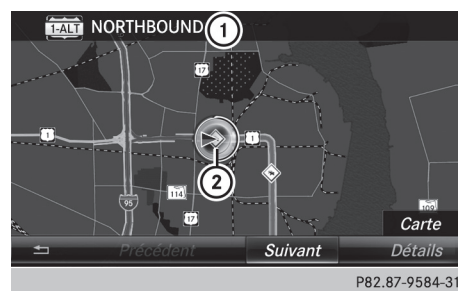 1-ALT NORTHBOUND 1
17
1
1
2
114
95
17
109
Carte
Précédent Suivant Détails
P82.87-9584-31